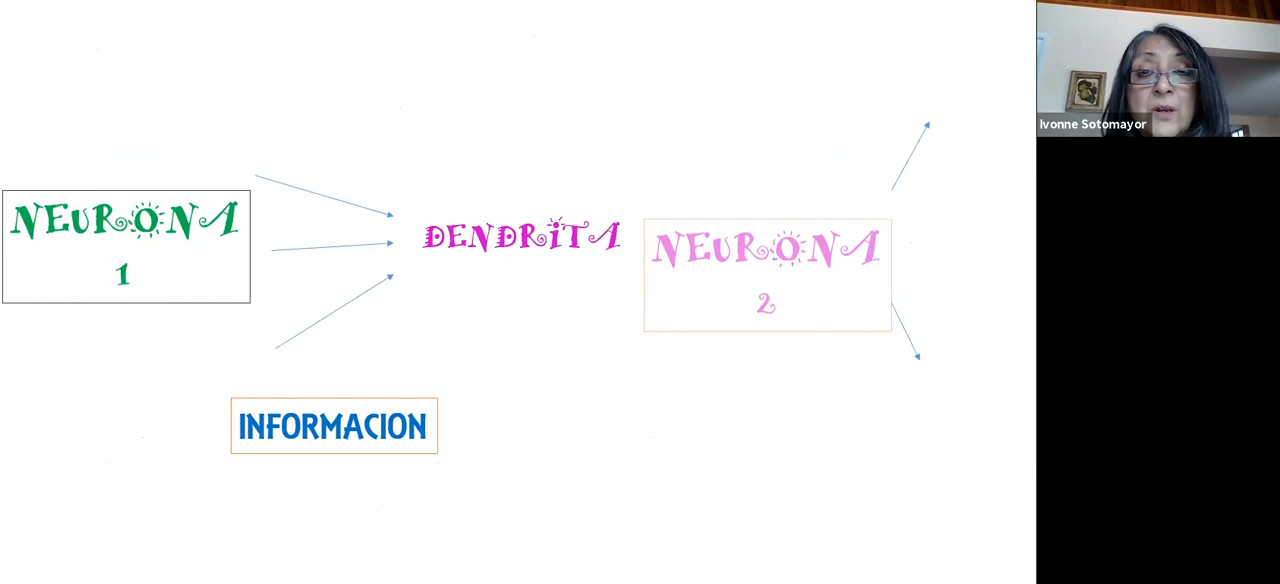 NEURONA
1
DENDRITA
NEURONA
2
INFORMACION
Ivonne Sotomayor